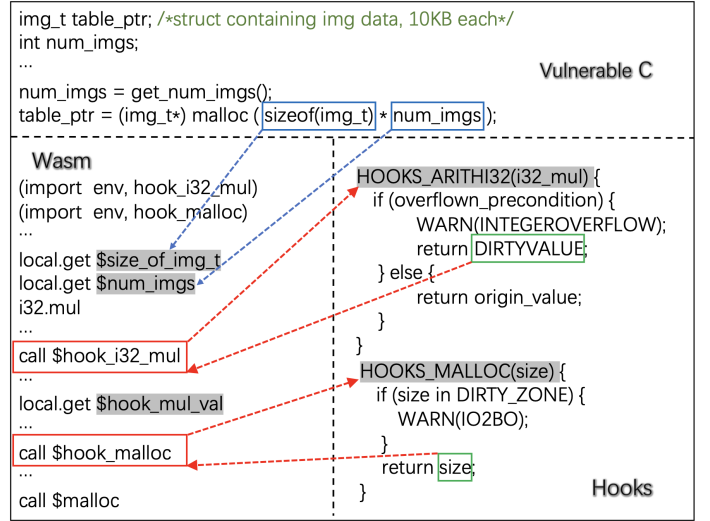 img_t table_ptr; /*struct containing img data, 10KB each*/
int num_imgs;
...
Vulnerable C
num_imgs = get_num_imgs();
table_ptr = (img_t*) malloc ( sizeof(img_t) * num_imgs );
Wasm
(import env, hook_i32_mul)
(import env, hook_malloc)
...
local.get $size_of_img_t
local.get $num_imgs
i32.mul
...
call $hook_i32_mul
...
local.get $hook_mul_val
call $hook_malloc
...
call $malloc
HOOKS_ARITHI32(i32_mul) {
if (overflown_precondition) {
WARN(INTEGEROVERFLOW);
return DIRTYVALUE;
} else {
return origin_value;
}
}
HOOKS_MALLOC(size) {
if (size in DIRTY_ZONE) {
WARN(IO2BO);
}
return size;
}
Hooks